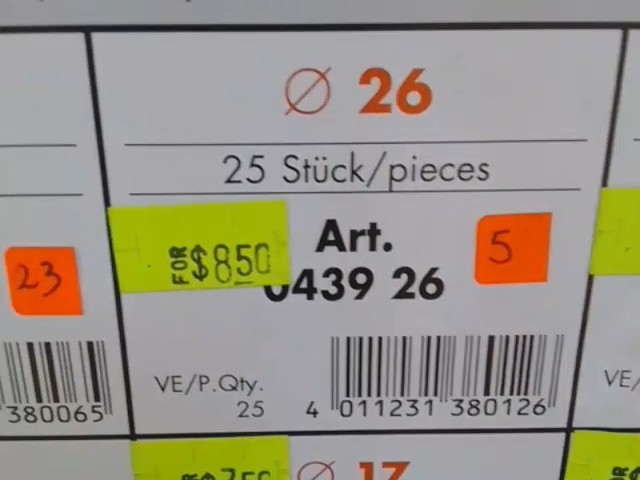 Ø 26
25 Stück/pieces
FOR $850
Art.
0439 26
5
23
VE/P.Qty.
25
4 011231 380126
380065
VE/
Ø 17